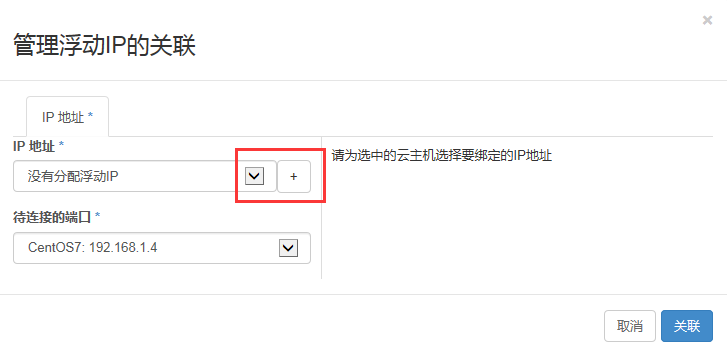 ×
管理浮动IP的关联
IP 地址 *
IP 地址 *
请为选中的云主机选择要绑定的IP地址
没有分配浮动IP
+
待连接的端口 *
CentOS7: 192.168.1.4
取消
关联